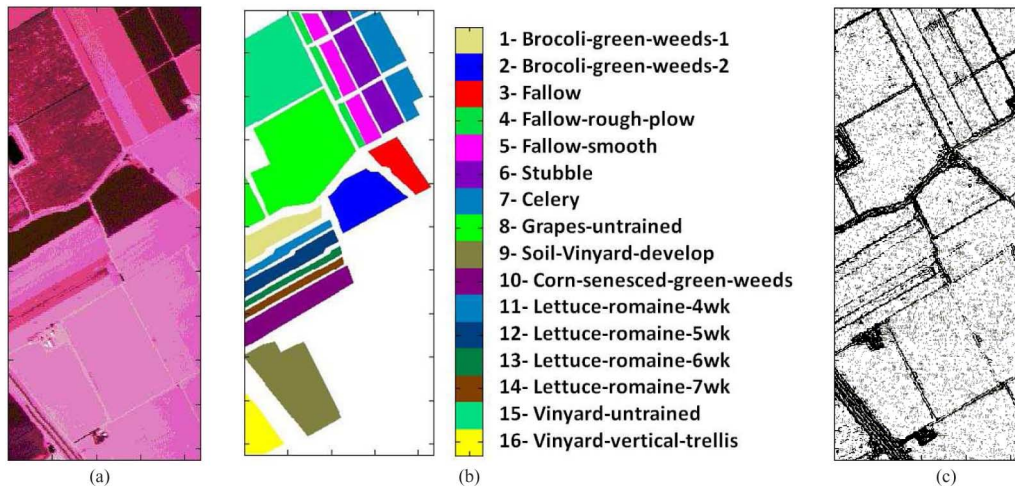 1- Brocoli-green-weeds-1
2- Brocoli-green-weeds-2
3- Fallow
4- Fallow-rough-plow
5- Fallow-smooth
6- Stubble
7- Celery
8- Grapes-untrained
9- Soil-Vinyard-develop
10- Corn-senesced-green-weeds
11- Lettuce-romaine-4wk
12- Lettuce-romaine-5wk
13- Lettuce-romaine-6wk
14- Lettuce-romaine-7wk
15- Vinyard-untrained
16- Vinyard-vertical-trellis
(a)
(b)
(c)